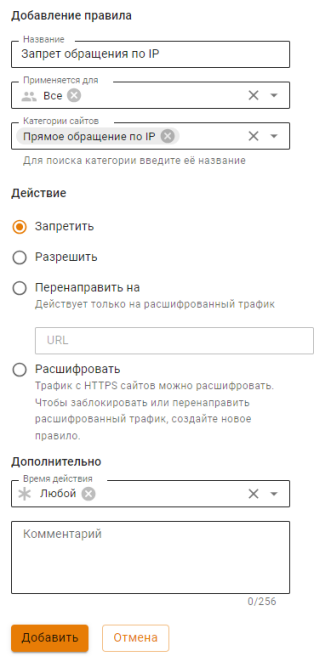 Добавление правила
Название
Запрет обращения по IP
Применяется для
Все
Категории сайтов
Прямое обращение по IP
Для поиска категории введите её название
Действие
Запретить
Разрешить
Перенаправить на
Действует только на расшифрованный трафик
URL
Расшифровать
Трафик с HTTPS сайтов можно расшифровать.
Чтобы заблокировать или перенаправить
расшифрованный трафик, создайте новое
правило.
Дополнительно
Время действия
Любой
Комментарий
0/256
Добавить
Отмена